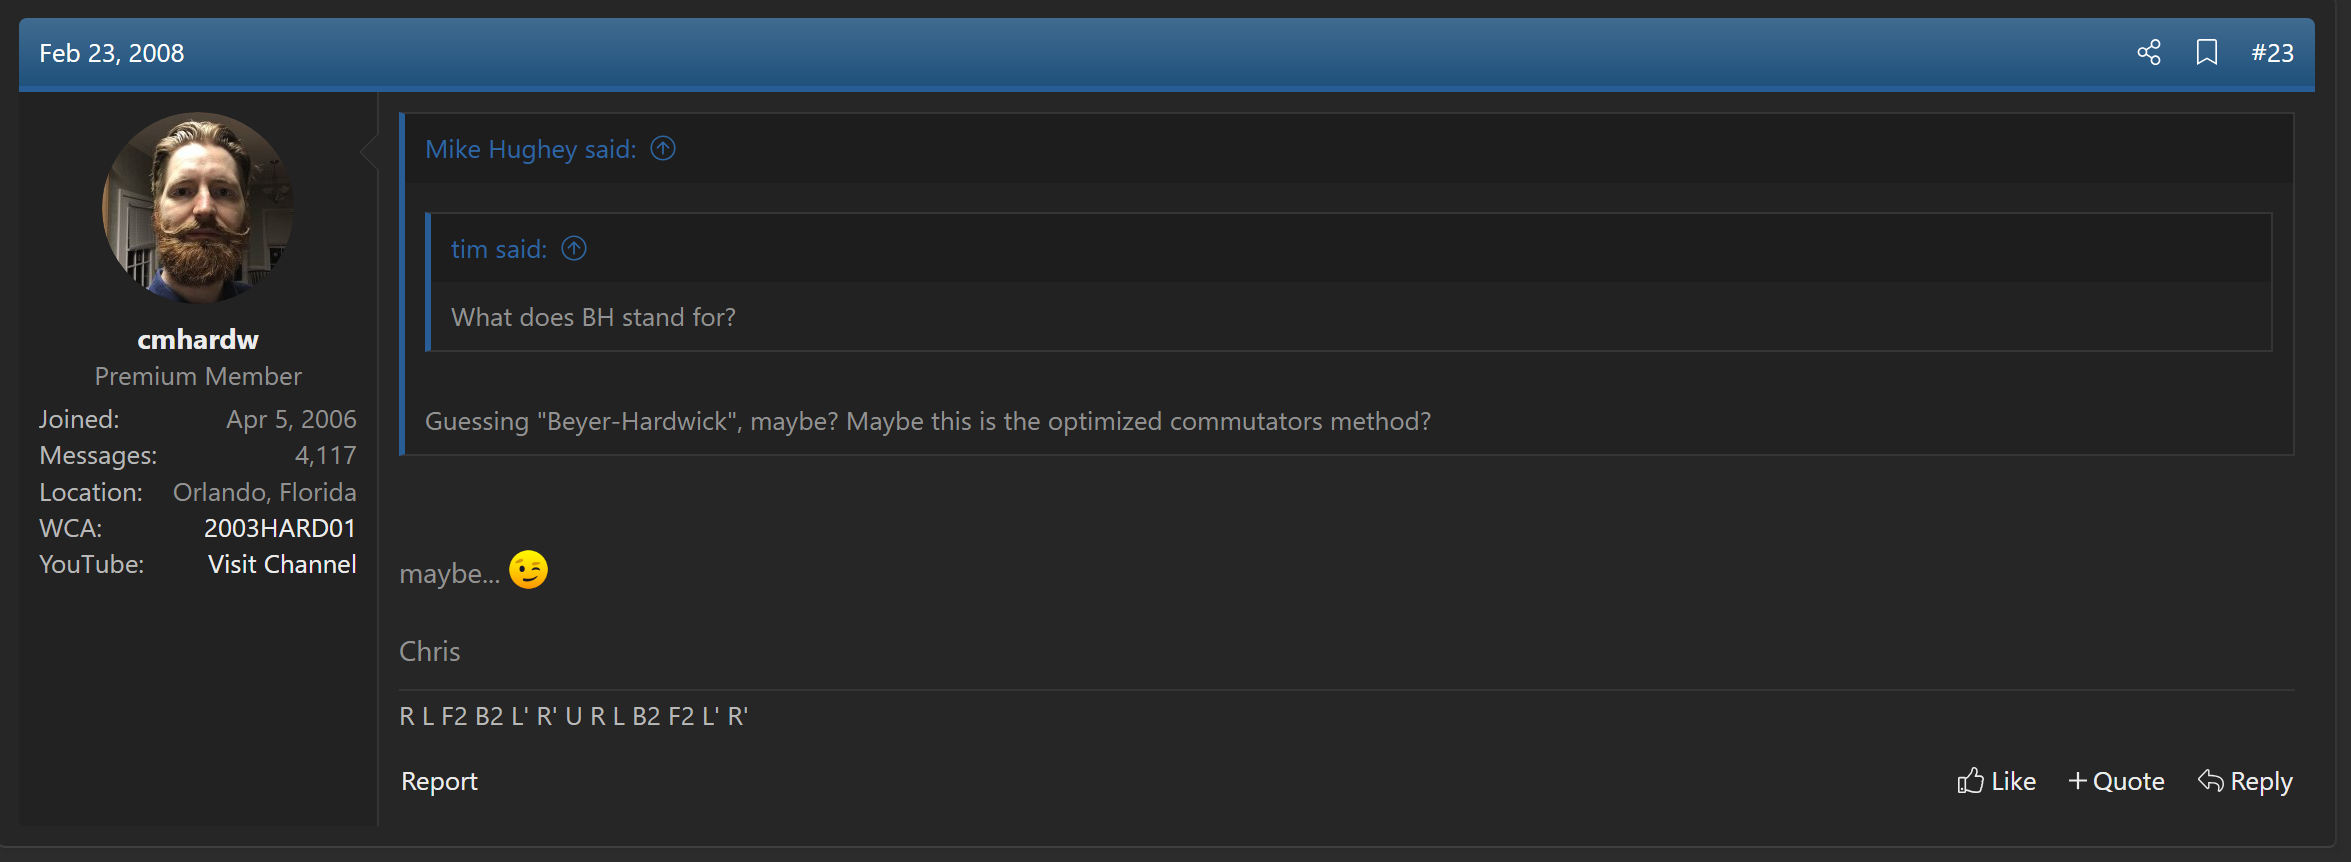 Feb 23, 2008
#23
cmhardw
Premium Member
Joined: Apr 5, 2006
Messages: 4,117
Location: Orlando, Florida
WCA: 2003HARD01
YouTube: Visit Channel
Mike Hughey said:
tim said:
What does BH stand for?
Guessing "Beyer-Hardwick", maybe? Maybe this is the optimized commutators method?
maybe... 😉
Chris
R L F2 B2 L' R' U R L B2 F2 L' R'
Report
Like + Quote Reply